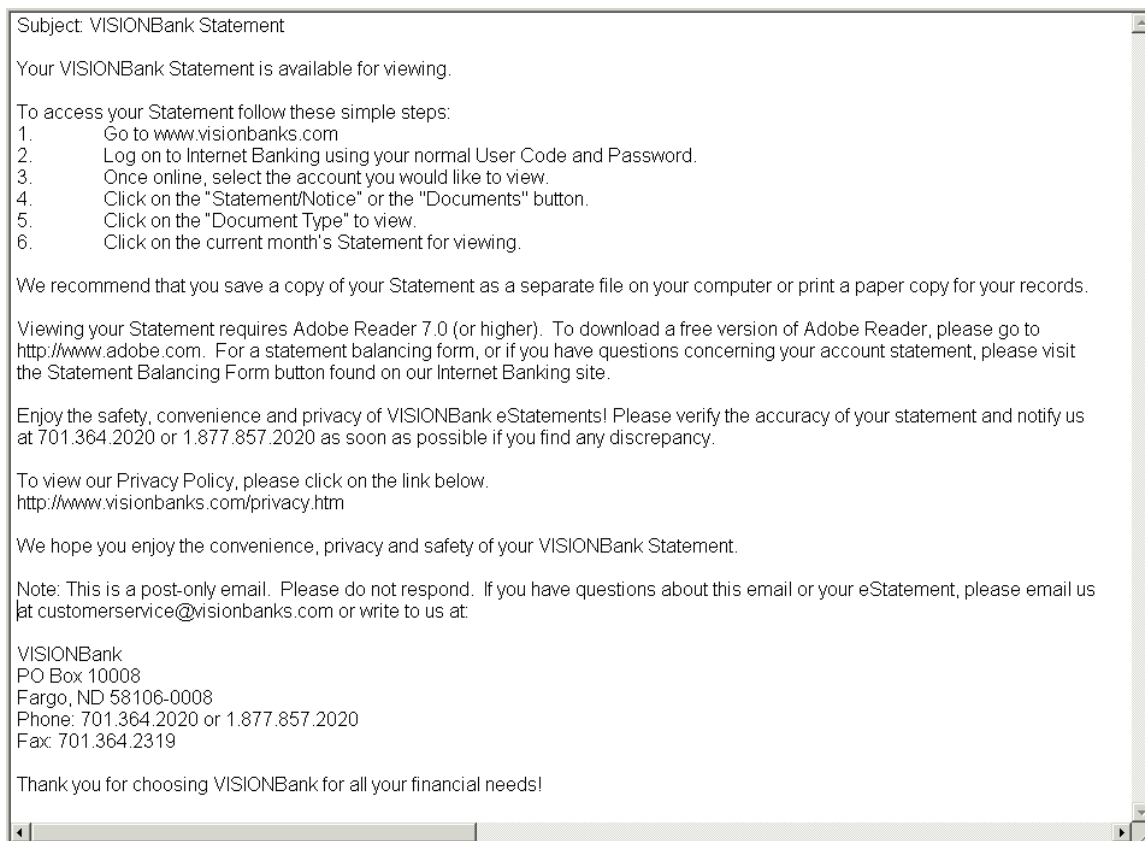 Subject: VISIONBank Statement
Your VISIONBank Statement is available for viewing.
To access your Statement follow these simple steps:
1. Go to www.visionbanks.com
2. Log on to Internet Banking using your normal User Code and Password.
3. Once online, select the account you would like to view.
4. Click on the “Statement/Notice” or the "Documents" button.
5. Click on the “Document Type” to view.
6. Click on the current month’s Statement for viewing.
We recommend that you save a copy of your Statement as a separate file on your computer or print a paper copy for your records.
Viewing your Statement requires Adobe Reader 7.0 (or higher).  To download a free version of Adobe Reader, please go to
http://www.adobe.com.  For a statement balancing form, or if you have questions concerning your account statement, please visit
the Statement Balancing Form button found on our Internet Banking site.
Enjoy the safety, convenience and privacy of VISIONBank eStatements! Please verify the accuracy of your statement and notify us
at 701.364.2020 or 1.877.857.2020 as soon as possible if you find any discrepancy.
To view our Privacy Policy, please click on the link below.
http://www.visionbanks.com/privacy.htm
We hope you enjoy the convenience, privacy and safety of your VISIONBank Statement.
Note: This is a post-only email.  Please do not respond.  If you have questions about this email or your eStatement, please email us
at customerservice@visionbanks.com or write to us at:
VISIONBank
PO Box 10008
Fargo, ND 58106-0008
Phone: 701.364.2020 or 1.877.857.2020
Fax: 701.364.2319
Thank you for choosing VISIONBank for all your financial needs!